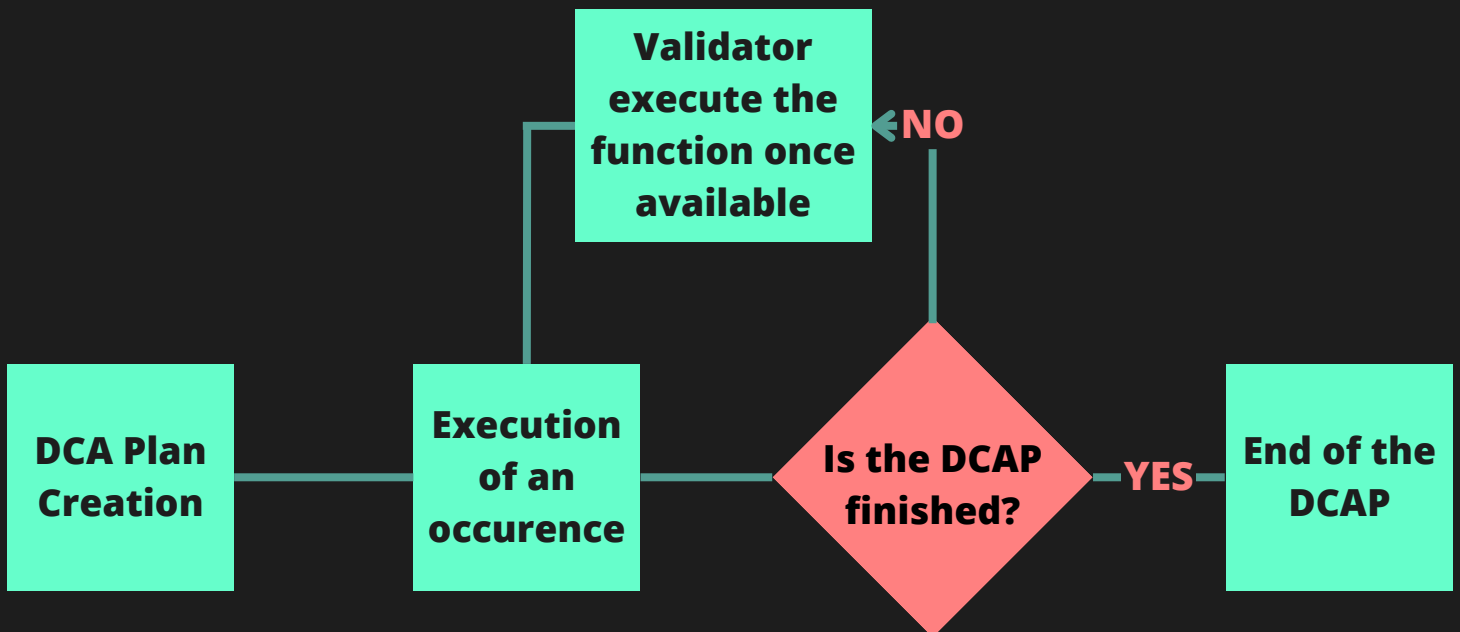 Validator
execute the
function once
available
NO
DCA Plan
Creation
Execution
of an
occurence
Is the DCAP
finished?
YES
End of the
DCAP